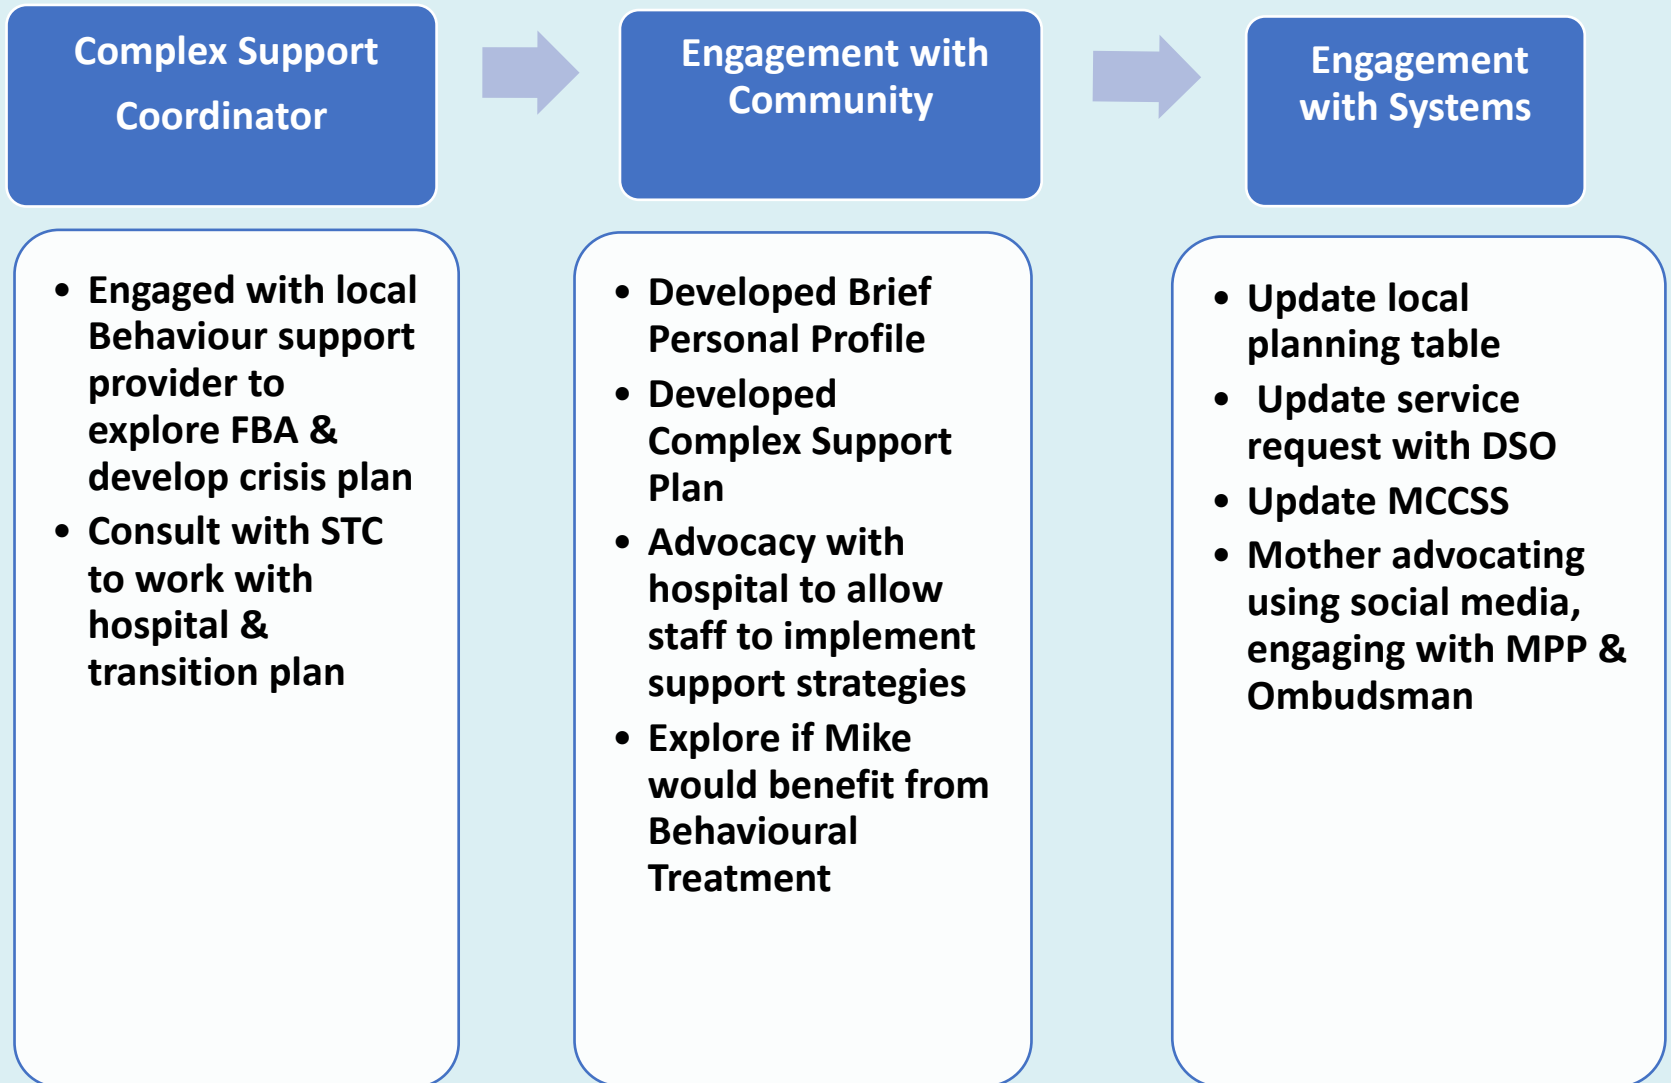 Complex Support
Coordinator
Engagement with
Community
Engagement
with Systems
• Engaged with local
Behaviour support
provider to
explore FBA &
develop crisis plan
• Consult with STC
to work with
hospital &
transition plan
• Developed Brief
Personal Profile
• Developed
Complex Support
Plan
• Advocacy with
hospital to allow
staff to implement
support strategies
• Explore if Mike
would benefit from
Behavioural
Treatment
• Update local
planning table
• Update service
request with DSO
• Update MCCSS
• Mother advocating
using social media,
engaging with MPP &
Ombudsman